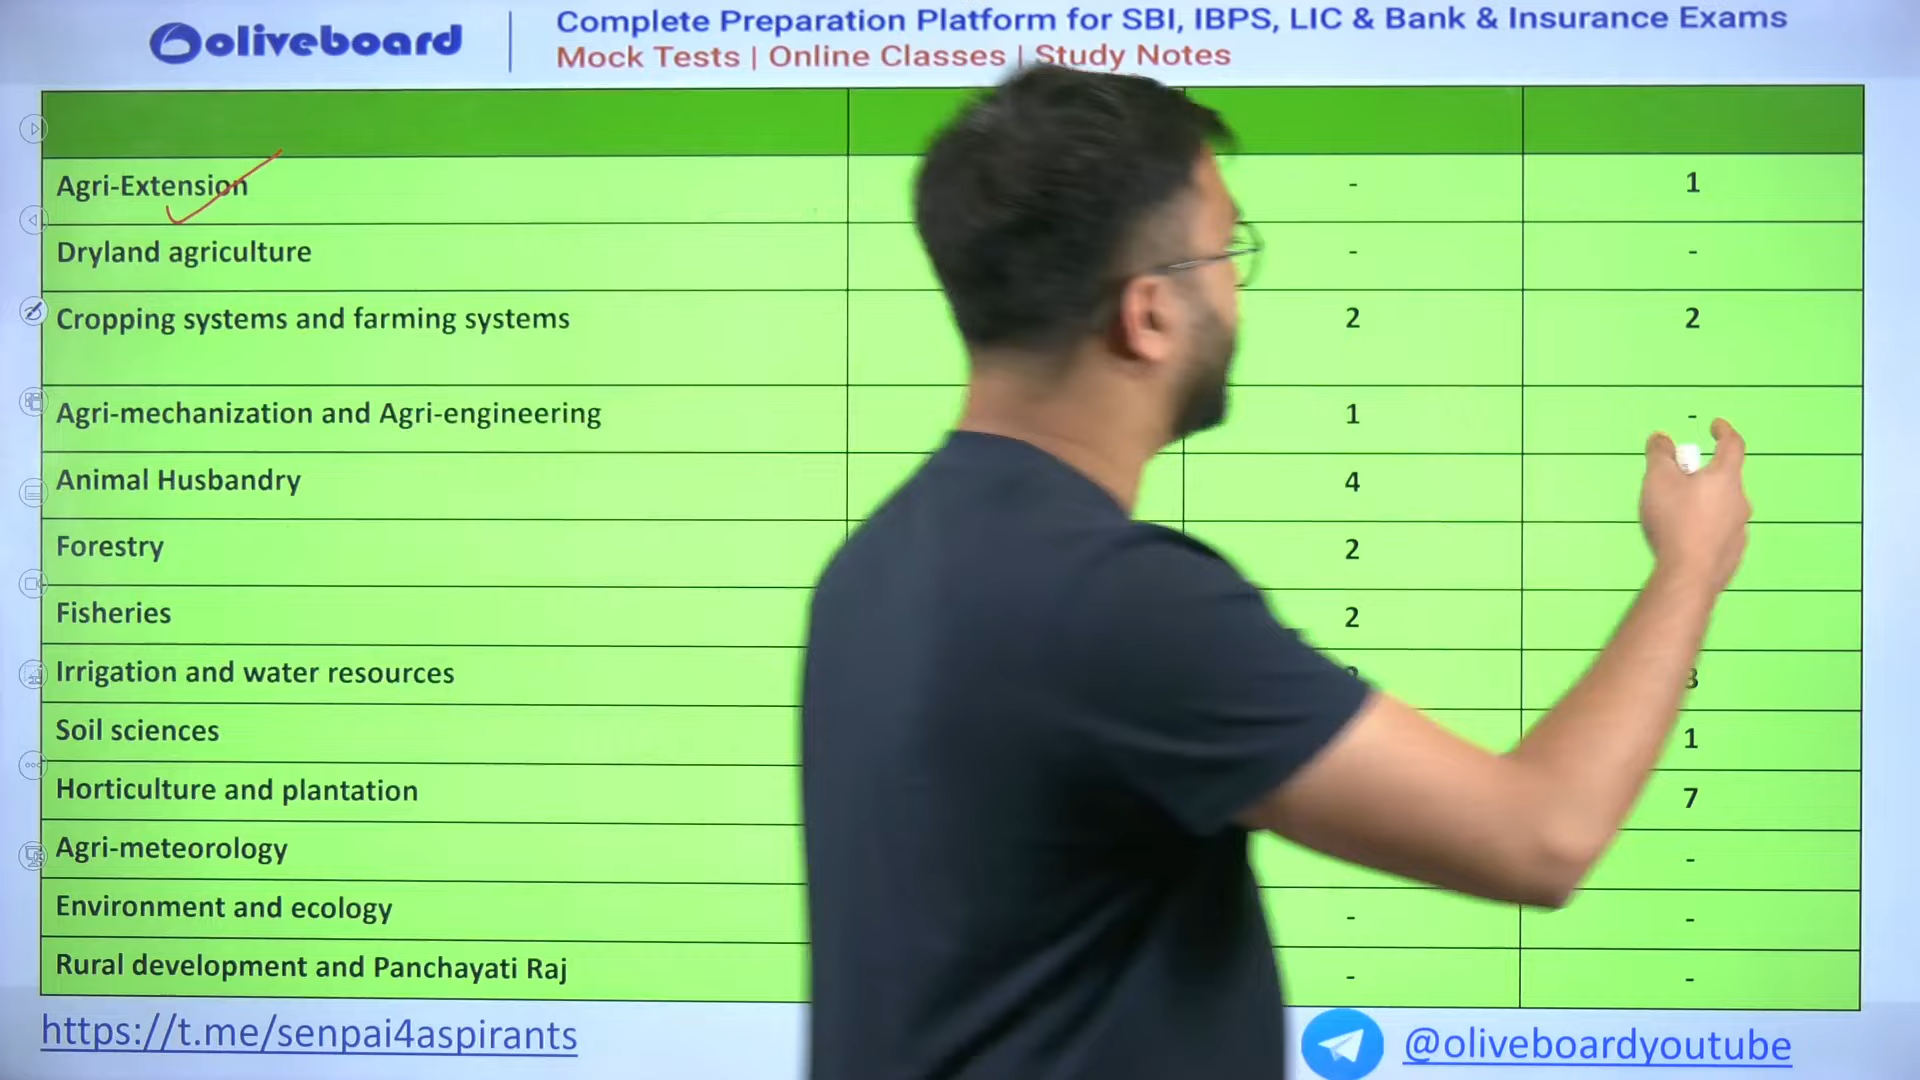 oliveboard
Complete Preparation Platform for SBI, IBPS, LIC & Bank & Insurance Exams
Mock Tests | Online Classes | Study Notes
Agri-Extension - 1
Dryland agriculture - -
Cropping systems and farming systems 2 2
Agri-mechanization and Agri-engineering 1 -
Animal Husbandry 4
Forestry 2
Fisheries 2
Irrigation and water resources 3
Soil sciences 1
Horticulture and plantation 7
Agri-meteorology -
Environment and ecology - -
Rural development and Panchayati Raj - -
https://t.me/senpai4aspirants
@oliveboardyoutube